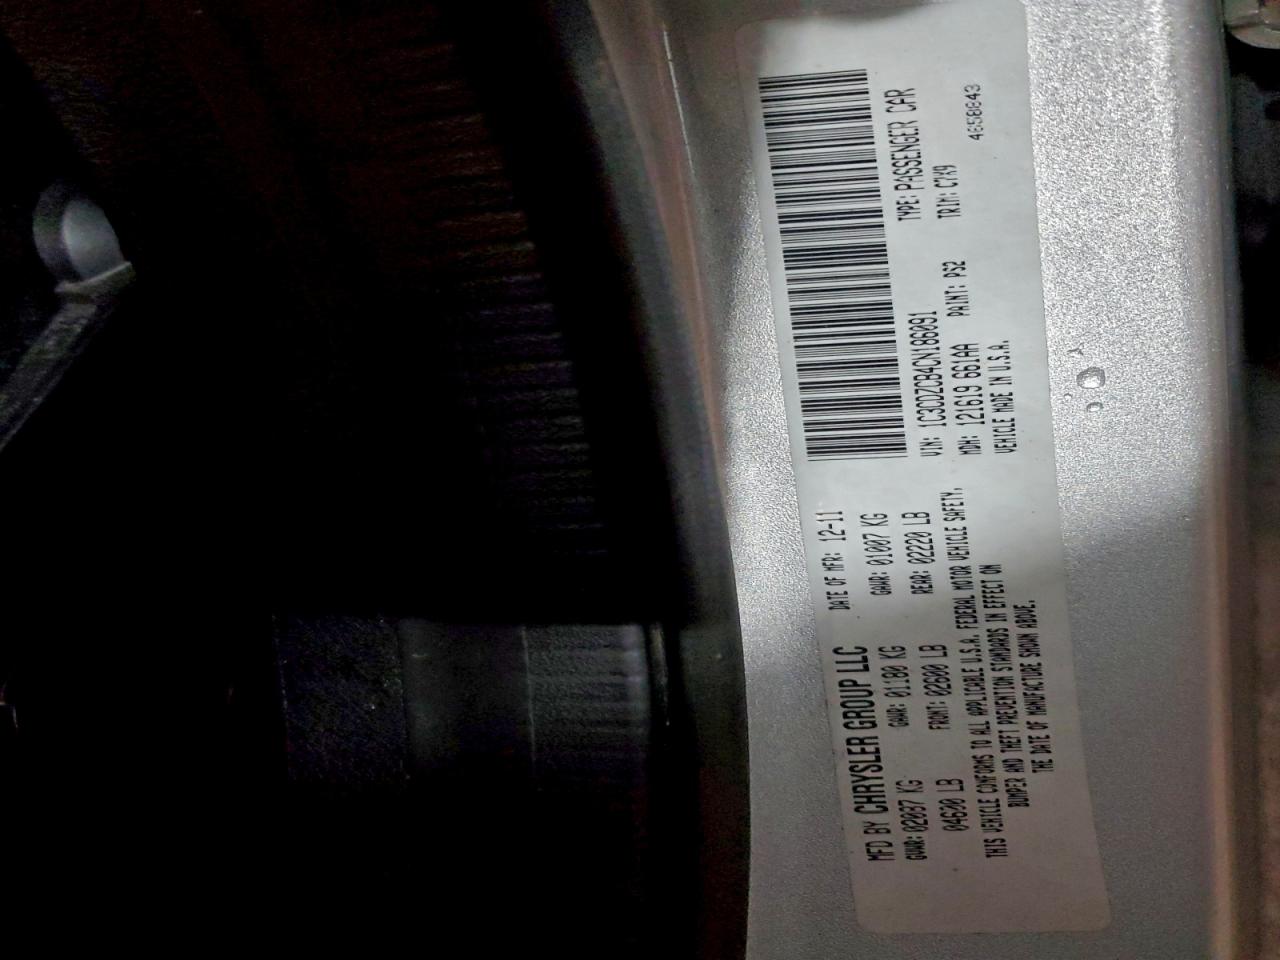 MFD BY CHRYSLER GROUP LLC DATE OF MFR: 12-11
GVWR: 02087 KG GAWR: 01180 KG GAWR: 01007 KG
04600 LB FRONT: 02600 LB REAR: 02220 LB
THIS VEHICLE CONFORMS TO ALL APPLICABLE U.S.A. FEDERAL MOTOR VEHICLE SAFETY,
BUMPER AND THEFT PREVENTION STANDARDS IN EFFECT ON
THE DATE OF MANUFACTURE SHOWN ABOVE.
VIN: 1C3CDZCB4CN186091 TYPE: PASSENGER CAR
MDH: 121619 661AA PAINT: PS2 TRIM: C7X9
VEHICLE MADE IN U.S.A. 4658643